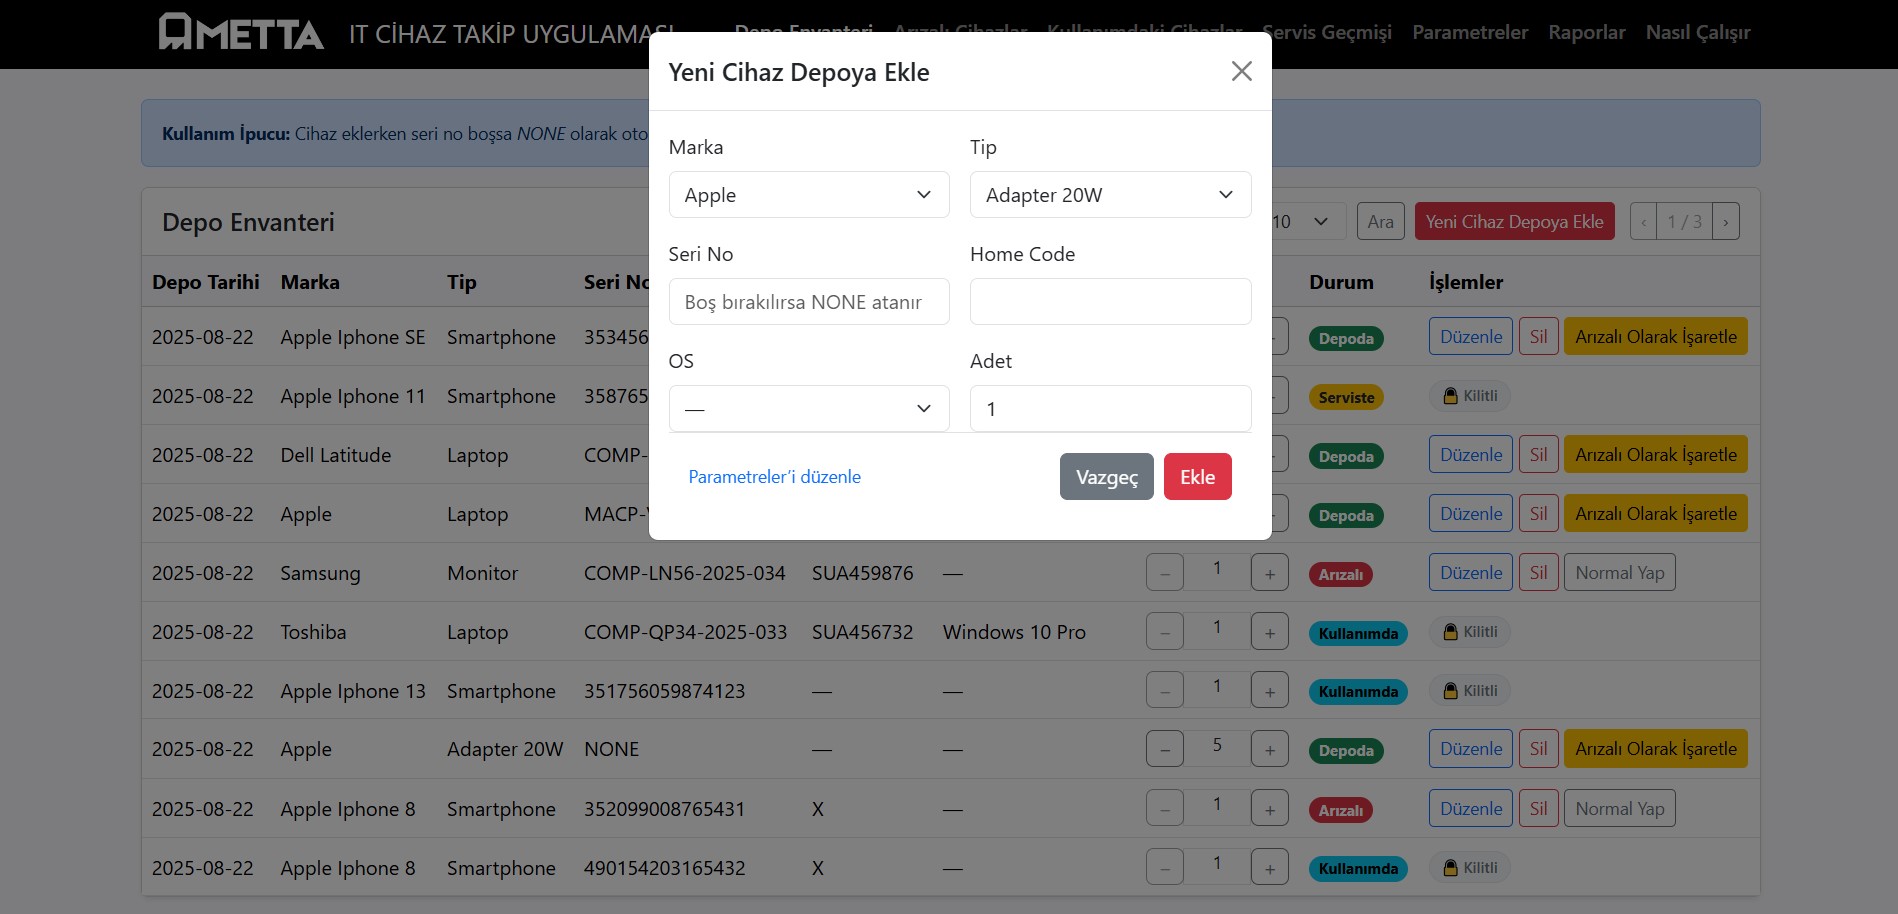 METTA IT CİHAZ TAKİP UYGULAMASI Depo Envanteri Arızalı Cihazlar Kullanımdaki Cihazlar Servis Geçmişi Parametreler Raporlar Nasıl Çalışır
Yeni Cihaz Depoya Ekle
Kullanım İpucu: Cihaz eklerken seri no boşsa NONE olarak oto
Marka Tip
Apple Adapter 20W
Seri No Home Code
Boş bırakılırsa NONE atanır
OS Adet
— 1
Parametreler’i düzenle Vazgeç Ekle
Depo Envanteri 10 Ara Yeni Cihaz Depoya Ekle ‹ 1 / 3 ›
Depo Tarihi Marka Tip Seri No Durum İşlemler
2025-08-22 Apple Iphone SE Smartphone 353456 Depoda Düzenle Sil Arızalı Olarak İşaretle
2025-08-22 Apple Iphone 11 Smartphone 358765 Serviste Kilitli
2025-08-22 Dell Latitude Laptop COMP- Depoda Düzenle Sil Arızalı Olarak İşaretle
2025-08-22 Apple Laptop MACP- Depoda Düzenle Sil Arızalı Olarak İşaretle
2025-08-22 Samsung Monitor COMP-LN56-2025-034 SUA459876 — – 1 + Arızalı Düzenle Sil Normal Yap
2025-08-22 Toshiba Laptop COMP-QP34-2025-033 SUA456732 Windows 10 Pro – 1 + Kullanımda Kilitli
2025-08-22 Apple Iphone 13 Smartphone 351756059874123 — — – 1 + Kullanımda Kilitli
2025-08-22 Apple Adapter 20W NONE — — – 5 + Depoda Düzenle Sil Arızalı Olarak İşaretle
2025-08-22 Apple Iphone 8 Smartphone 352099008765431 X — – 1 + Arızalı Düzenle Sil Normal Yap
2025-08-22 Apple Iphone 8 Smartphone 490154203165432 X — – 1 + Kullanımda Kilitli